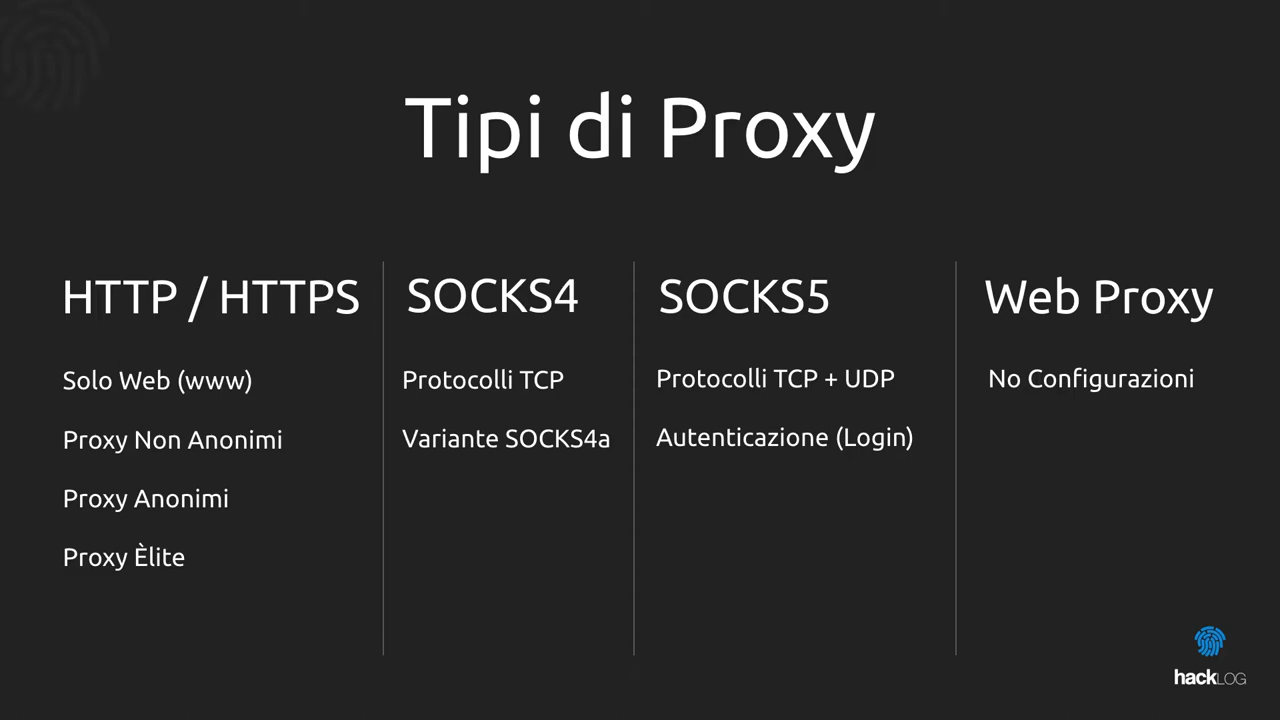 Tipi di Proxy
HTTP / HTTPS
Solo Web (www)
Proxy Non Anonimi
Proxy Anonimi
Proxy Èlite
SOCKS4
Protocolli TCP
Variante SOCKS4a
SOCKS5
Protocolli TCP + UDP
Autenticazione (Login)
Web Proxy
No Configurazioni
hackLOG